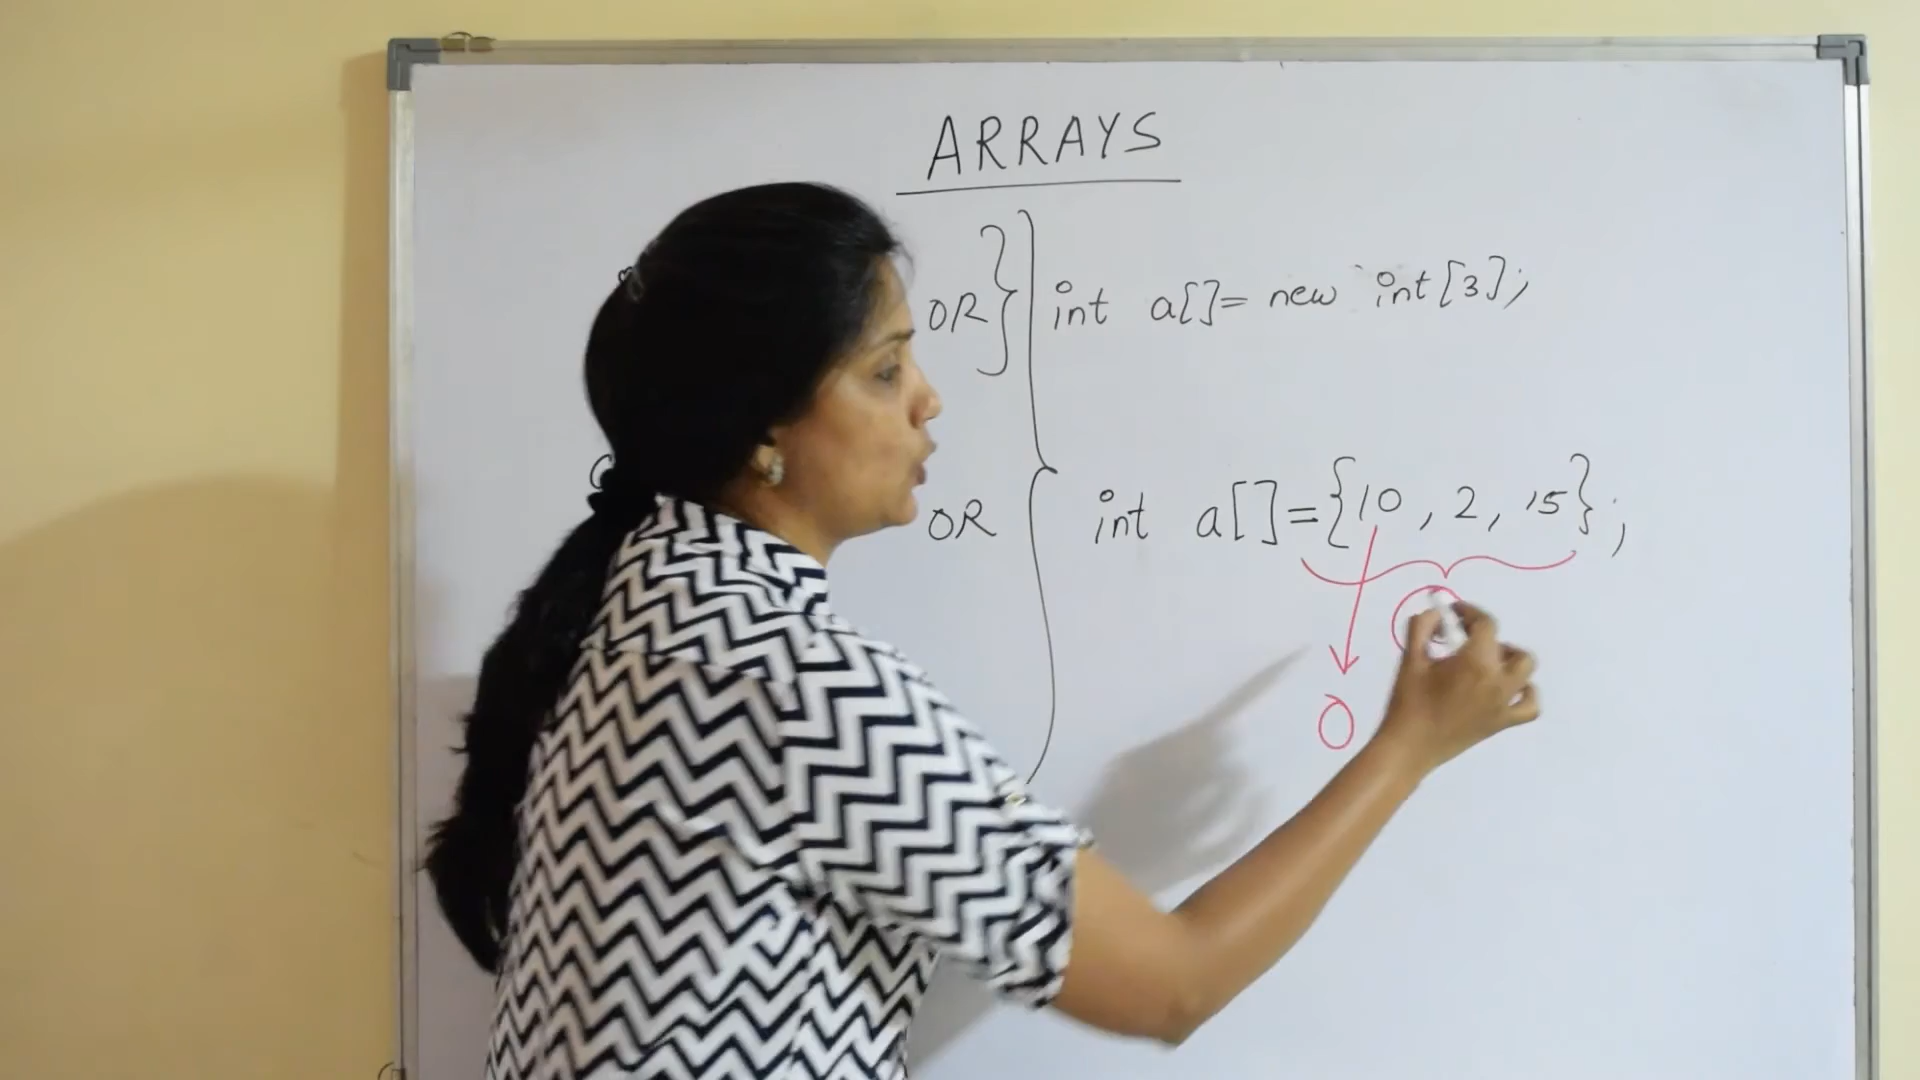 ARRAYS
OR} int a[]= new int[3];
OR int a[]={10, 2, 15};
0